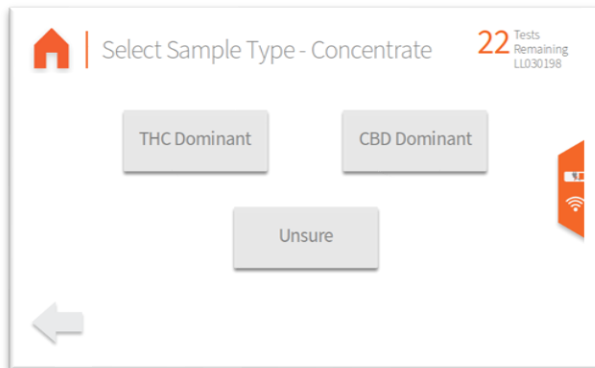 Select Sample Type - Concentrate
22 Tests
Remaining
LL030198
THC Dominant
CBD Dominant
Unsure